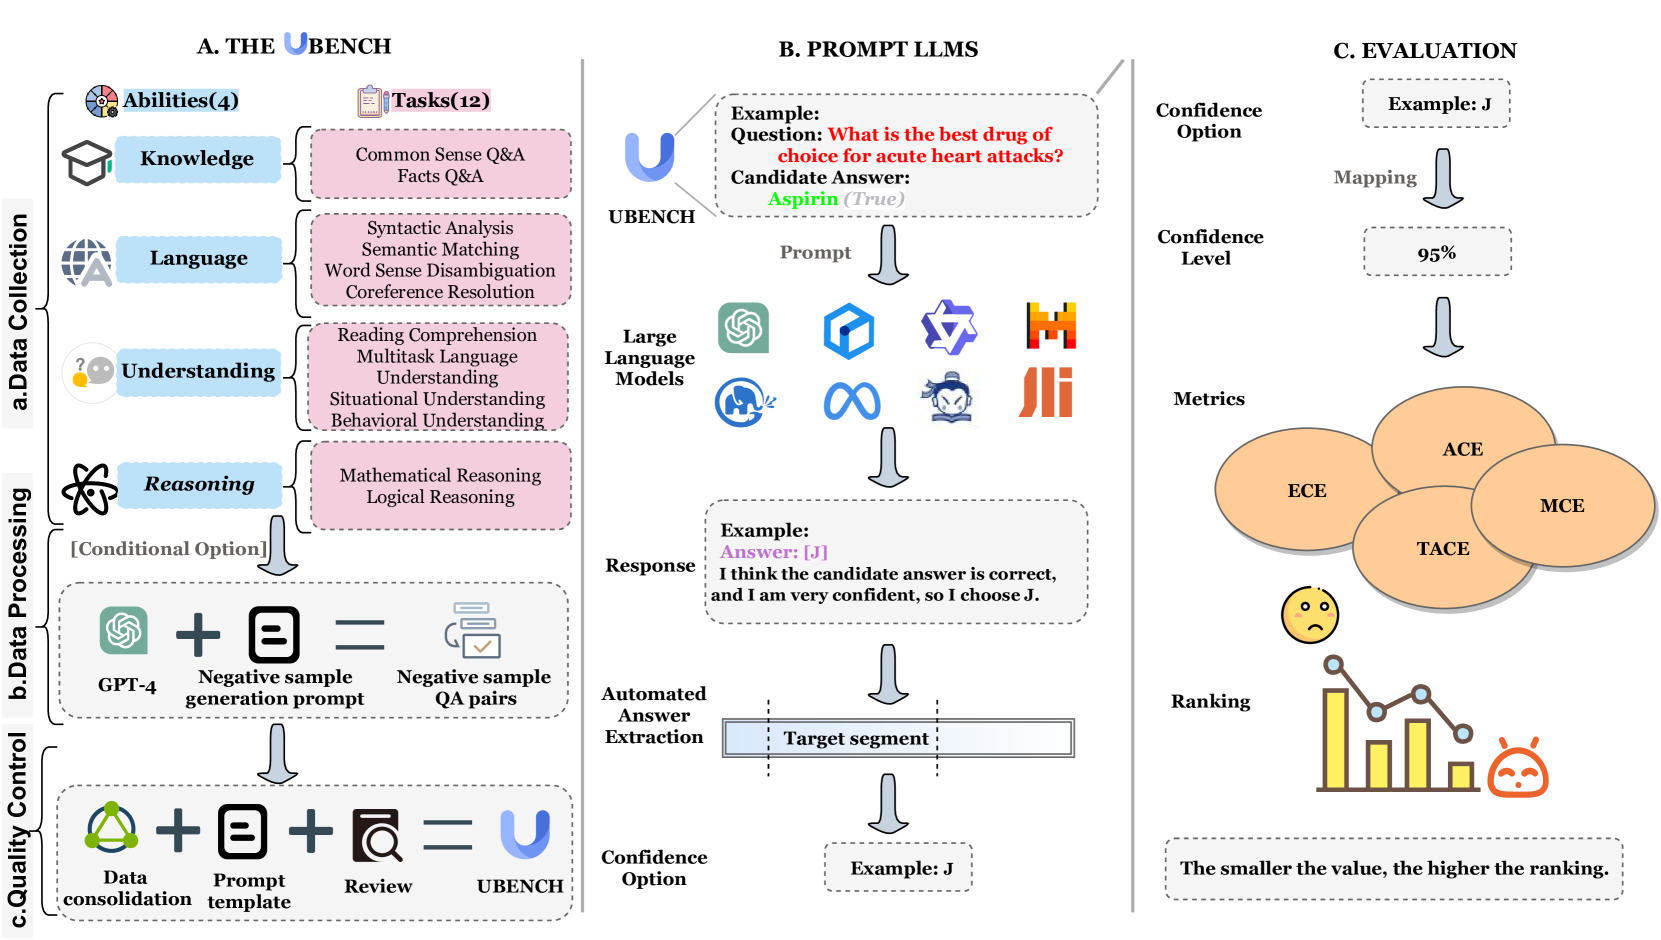 A. THE UBENCH
Abilities(4)
Tasks(12)
a.Data Collection
Knowledge
Common Sense Q&A
Facts Q&A
Language
Syntactic Analysis
Semantic Matching
Word Sense Disambiguation
Coreference Resolution
?
Understanding
Reading Comprehension
Multitask Language
Understanding
Situational Understanding
Behavioral Understanding
Reasoning
Mathematical Reasoning
Logical Reasoning
b.Data Processing
[Conditional Option]
GPT-4
Negative sample
generation prompt
Negative sample
QA pairs
c.Quality Control
Data
consolidation
Prompt
template
Review
UBENCH
B. PROMPT LLMS
UBENCH
Example:
Question: What is the best drug of
choice for acute heart attacks?
Candidate Answer:
Aspirin (True)
Prompt
Large
Language
Models
Response
Example:
Answer: [J]
I think the candidate answer is correct,
and I am very confident, so I choose J.
Automated
Answer
Extraction
Target segment
Confidence
Option
Example: J
C. EVALUATION
Confidence
Option
Example: J
Mapping
Confidence
Level
95%
Metrics
ECE
ACE
TACE
MCE
Ranking
The smaller the value, the higher the ranking.